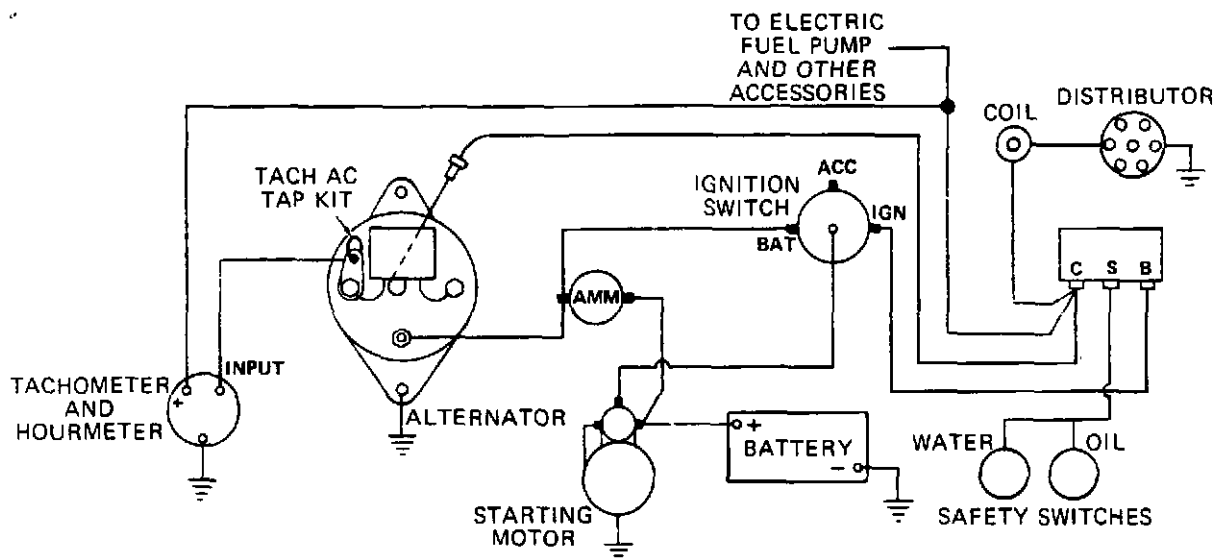 TO ELECTRIC
FUEL PUMP
AND OTHER
ACCESSORIES
COIL
DISTRIBUTOR
TACH AC
TAP KIT
IGNITION
SWITCH
ACC
IGN
BAT
C S B
AMM
INPUT
+
TACHOMETER
AND
HOURMETER
ALTERNATOR
+
BATTERY
-
WATER
OIL
SAFETY SWITCHES
STARTING
MOTOR